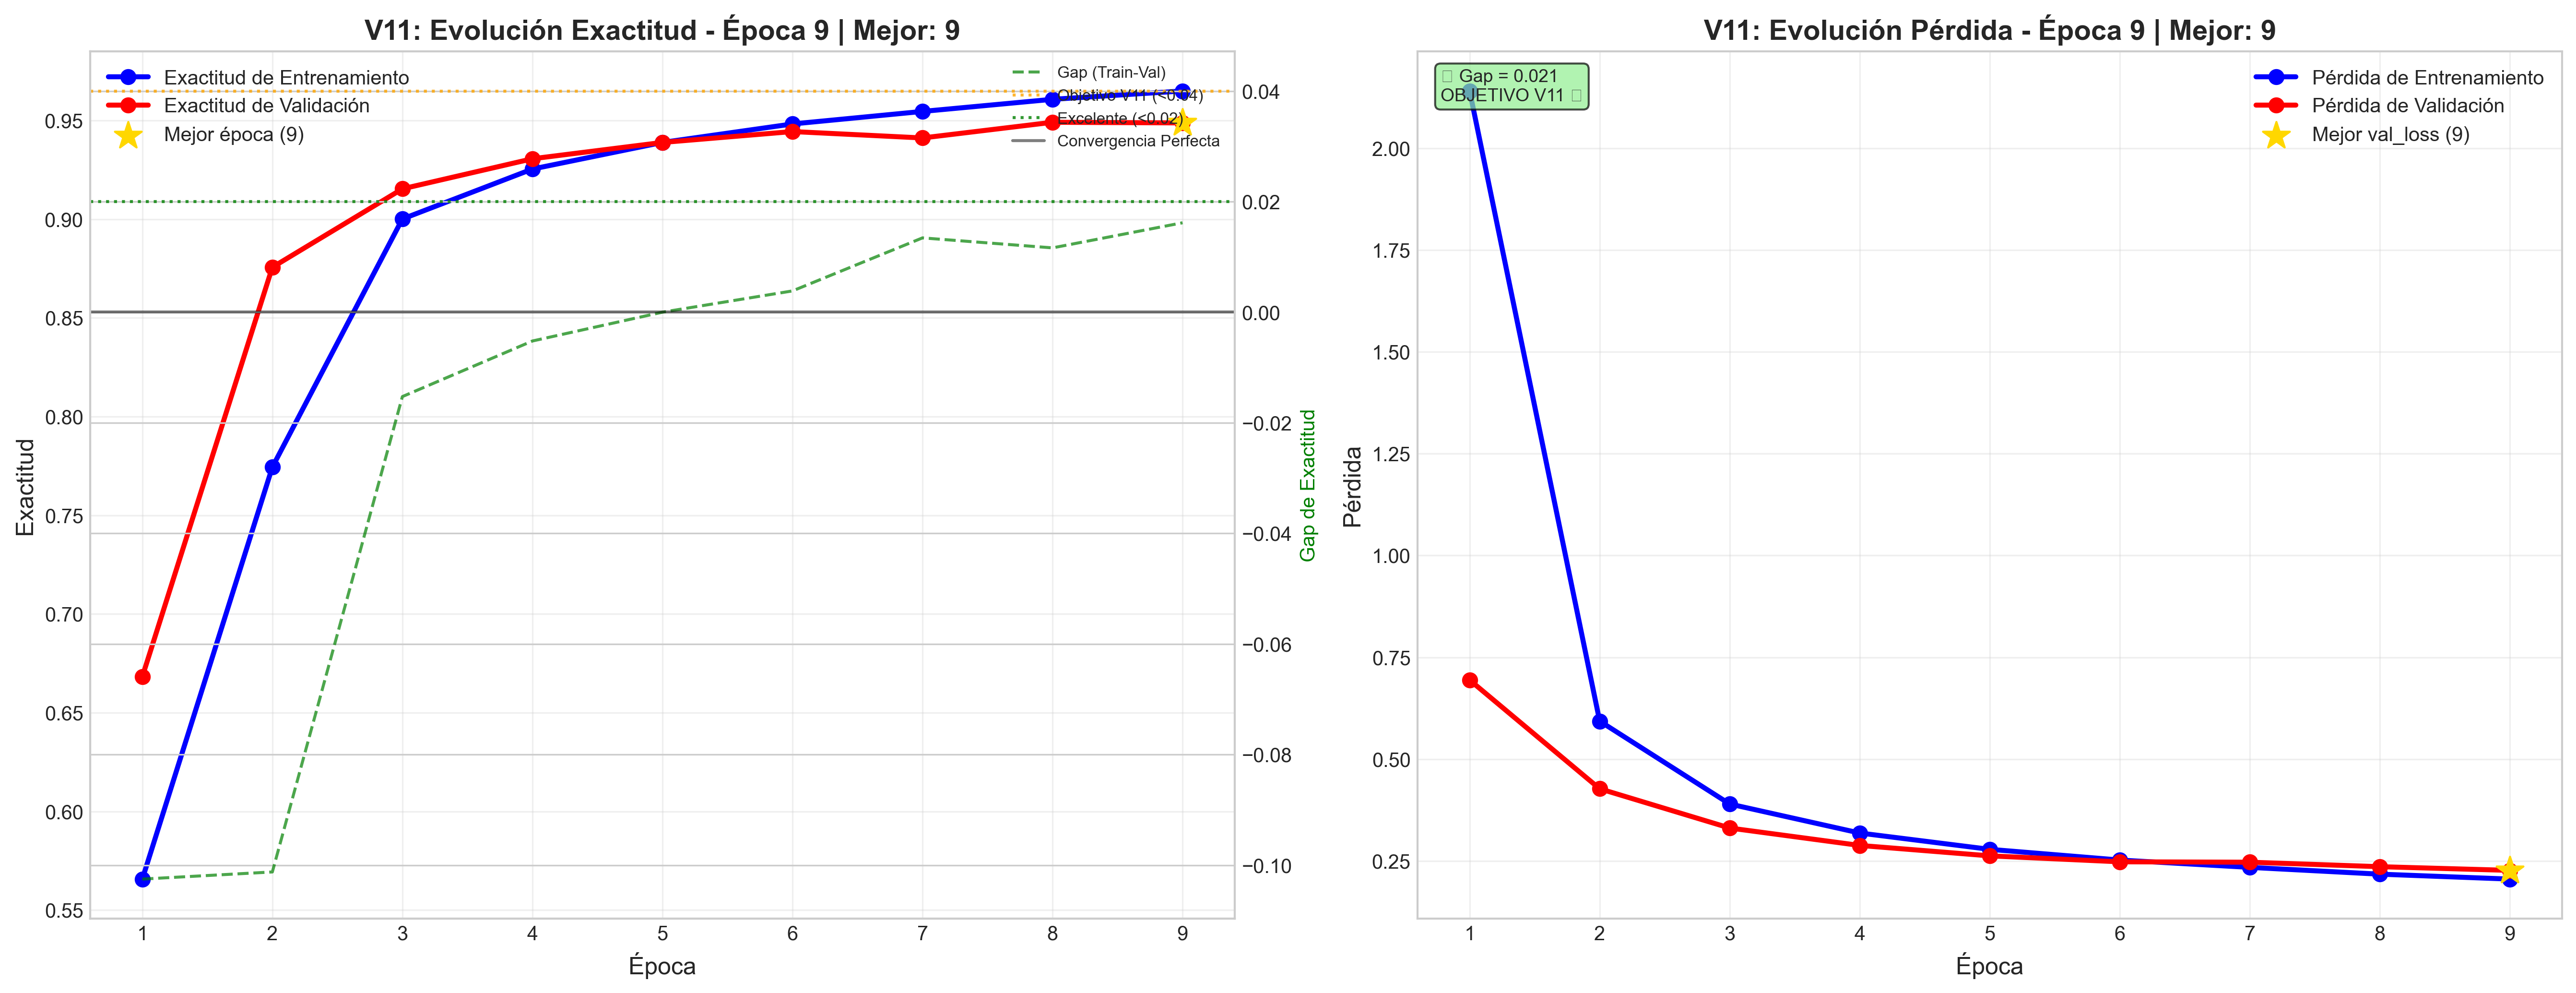 V11: Evolución Exactitud - Época 9 | Mejor: 9
Exactitud de Entrenamiento
Exactitud de Validación
Mejor época (9)
Gap (Train-Val)
Objetivo V11 (<0.04)
Excelente (<0.02)
Convergencia Perfecta
0.95
0.90
0.85
0.80
0.75
0.70
0.65
0.60
0.55
Exactitud
0.04
0.02
0.00
−0.02
−0.04
−0.06
−0.08
−0.10
Gap de Exactitud
1 2 3 4 5 6 7 8 9
Época
V11: Evolución Pérdida - Época 9 | Mejor: 9
Gap = 0.021
OBJETIVO V11
Pérdida de Entrenamiento
Pérdida de Validación
Mejor val_loss (9)
2.00
1.75
1.50
1.25
1.00
0.75
0.50
0.25
Pérdida
1 2 3 4 5 6 7 8 9
Época